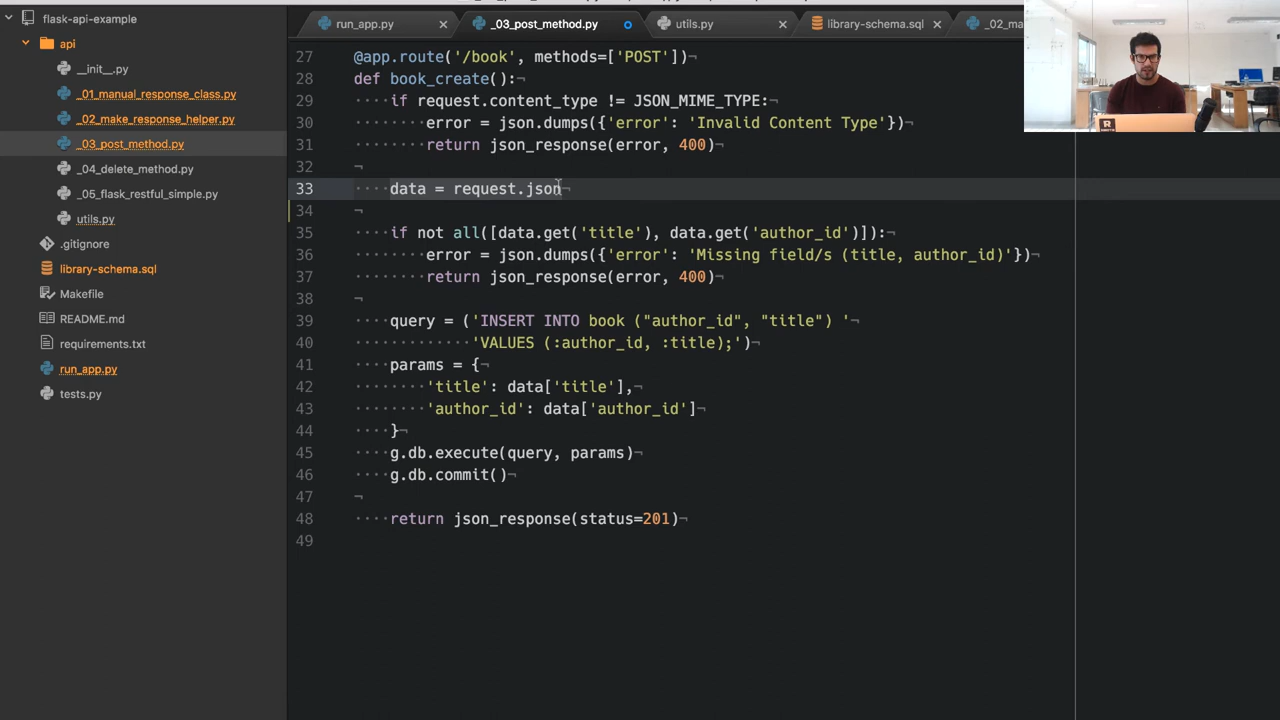 flask-api-example
api
__init__.py
_01_manual_response_class.py
_02_make_response_helper.py
_03_post_method.py
_04_delete_method.py
_05_flask_restful_simple.py
utils.py
.gitignore
library-schema.sql
Makefile
README.md
requirements.txt
run_app.py
tests.py
run_app.py × _03_post_method.py utils.py × library-schema.sql × _02_ma
27 @app.route('/book', methods=['POST'])¬
28 def book_create():¬
29 ····if request.content_type != JSON_MIME_TYPE:¬
30 ········error = json.dumps({'error': 'Invalid Content Type'})¬
31 ········return json_response(error, 400)¬
32 ¬
33 ····data = request.json¬
34 ¬
35 ····if not all([data.get('title'), data.get('author_id')]):¬
36 ········error = json.dumps({'error': 'Missing field/s (title, author_id)'})¬
37 ········return json_response(error, 400)¬
38 ¬
39 ····query = ('INSERT INTO book ("author_id", "title") '¬
40 ·············'VALUES (:author_id, :title);')¬
41 ····params = {¬
42 ········'title': data['title'],¬
43 ········'author_id': data['author_id']¬
44 ····}¬
45 ····g.db.execute(query, params)¬
46 ····g.db.commit()¬
47 ¬
48 ····return json_response(status=201)¬
49